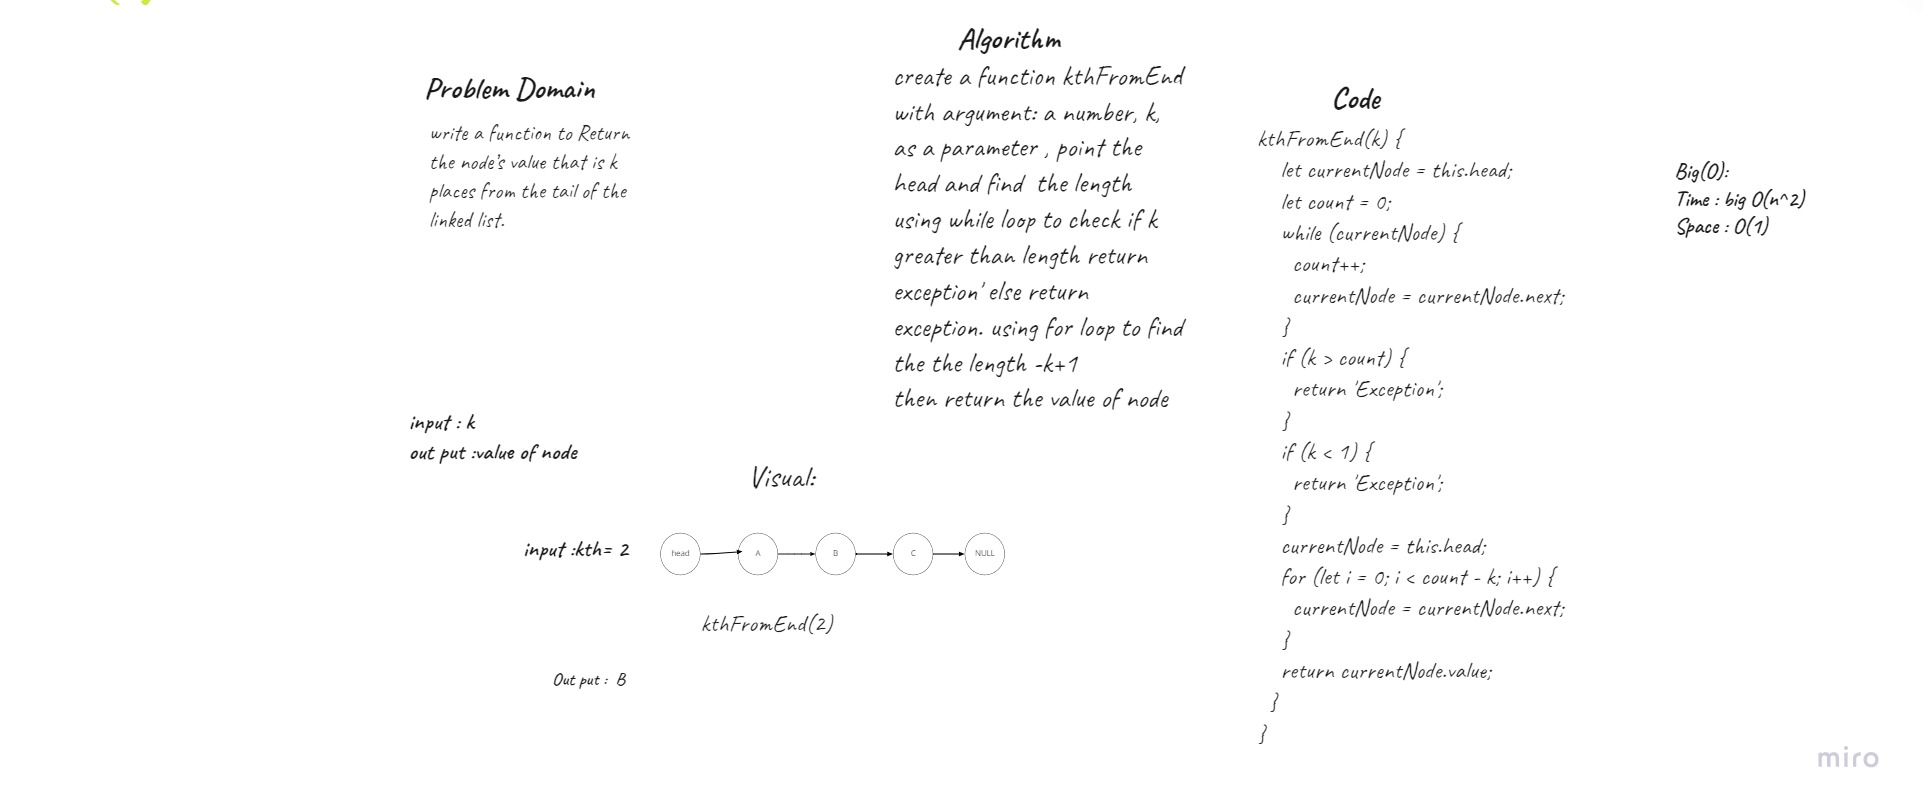 Problem Domain
write a function to Return
the node's value that is k
places from the tail of the
linked list.
input : k
out put :value of node
Algorithm
create a function kthFromEnd
with argument: a number, k,
as a parameter , point the
head and find the length
using while loop to check if k
greater than length return
exception' else return
exception. using for loop to find
the the length -k+1
then return the value of node
Visual:
input :kth= 2
head
A
B
C
NULL
kthFromEnd(2)
Out put : B
Code
kthFromEnd(k) {
let currentNode = this.head;
let count = 0;
while (currentNode) {
count++;
currentNode = currentNode.next;
}
if (k > count) {
return 'Exception';
}
if (k < 1) {
return 'Exception';
}
currentNode = this.head;
for (let i = 0; i < count - k; i++) {
currentNode = currentNode.next;
}
return currentNode.value;
}
}
Big(O):
Time : big O(n^2)
Space : O(1)
miro